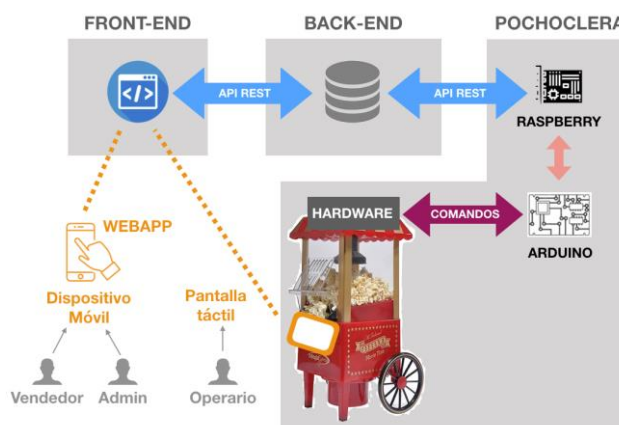 FRONT-END
BACK-END
POCHOCLERA
API REST
API REST
RASPBERRY
HARDWARE
COMANDOS
ARDUINO
WEBAPP
Dispositivo
Móvil
Pantalla
táctil
Vendedor
Admin
Operario